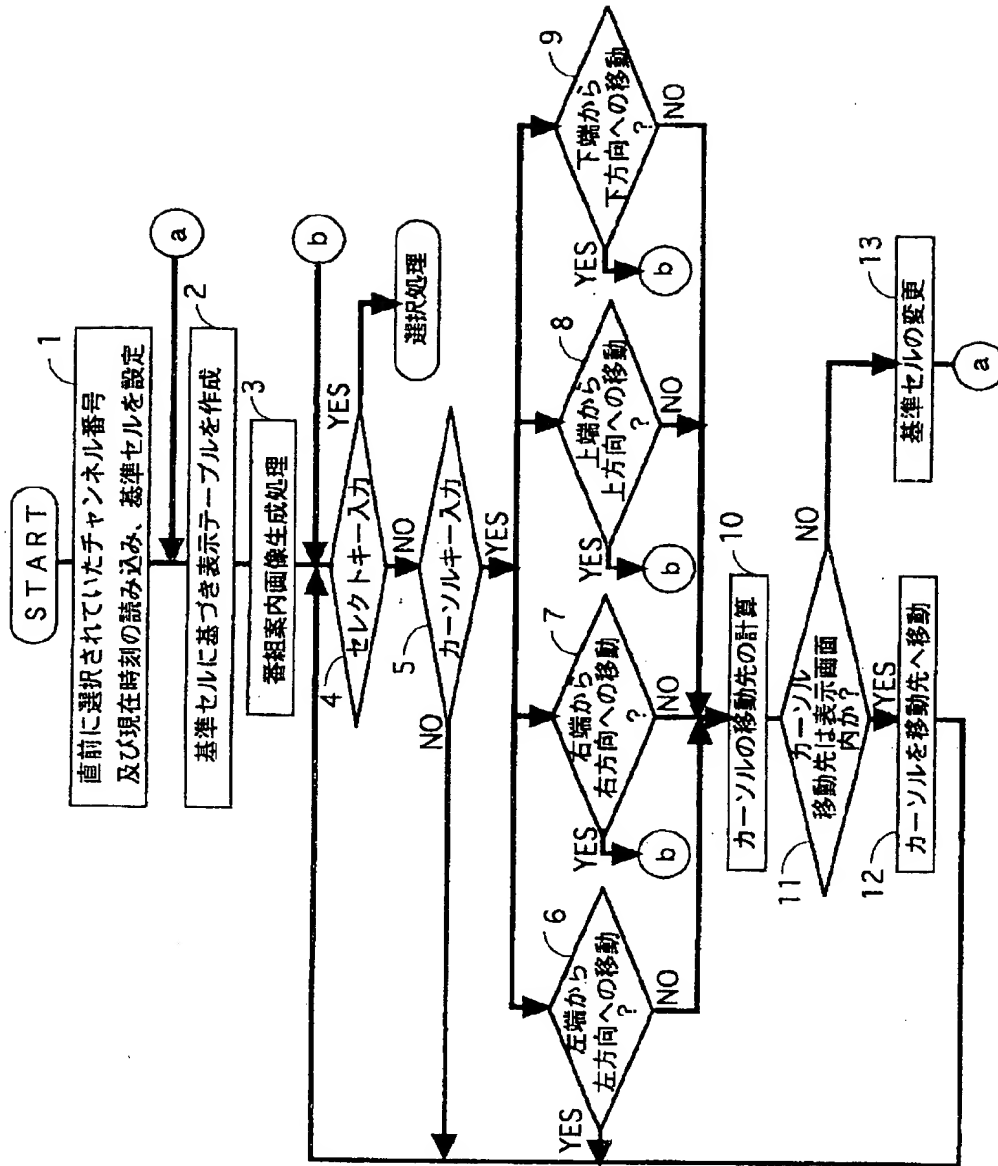 START
1
直前に選択されていたチャンネル番号
及び現在時刻の読み込み、基準セルを設定
a
2
基準セルに基づき表示テーブルを作成
3
番組案内画像生成処理
b
4
セレクトキー入力
YES
選択処理
NO
5
カーソルキー入力
NO
YES
6
左端から
左方向への移動
?
YES
NO
7
右端から
右方向への移動
?
YES
b
NO
8
上端から
上方向への移動
?
YES
b
NO
9
下端から
下方向への移動
?
YES
b
NO
10
カーソルの移動先の計算
11
カーソル
移動先は表示画面
内か?
NO
YES
12
カーソルを移動先へ移動
13
基準セルの変更
a